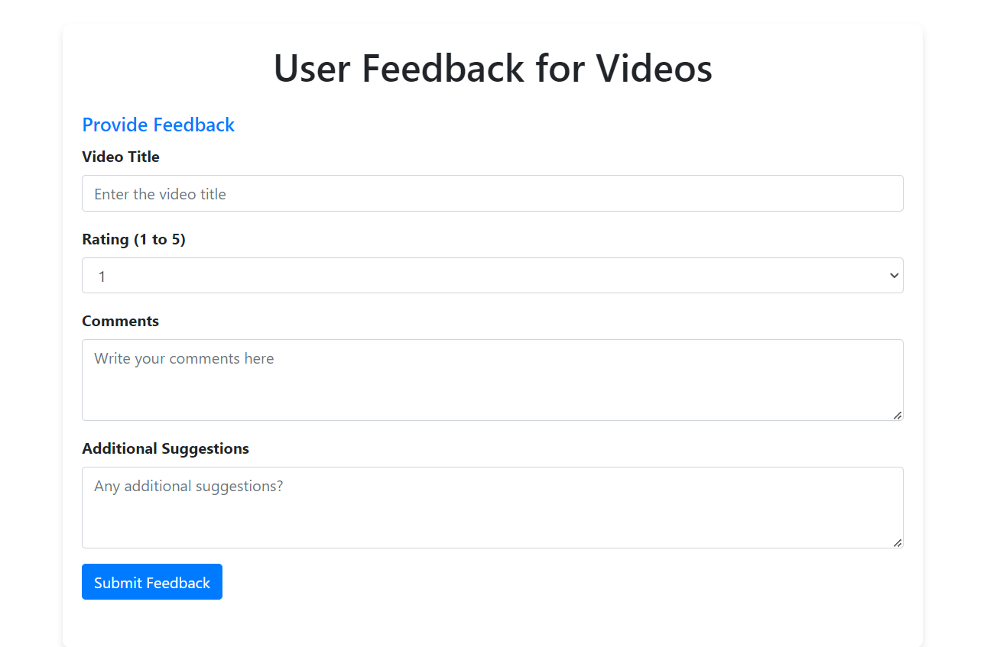 User Feedback for Videos
Provide Feedback
Video Title
Enter the video title
Rating (1 to 5)
1
Comments
Write your comments here
Additional Suggestions
Any additional suggestions?
Submit Feedback